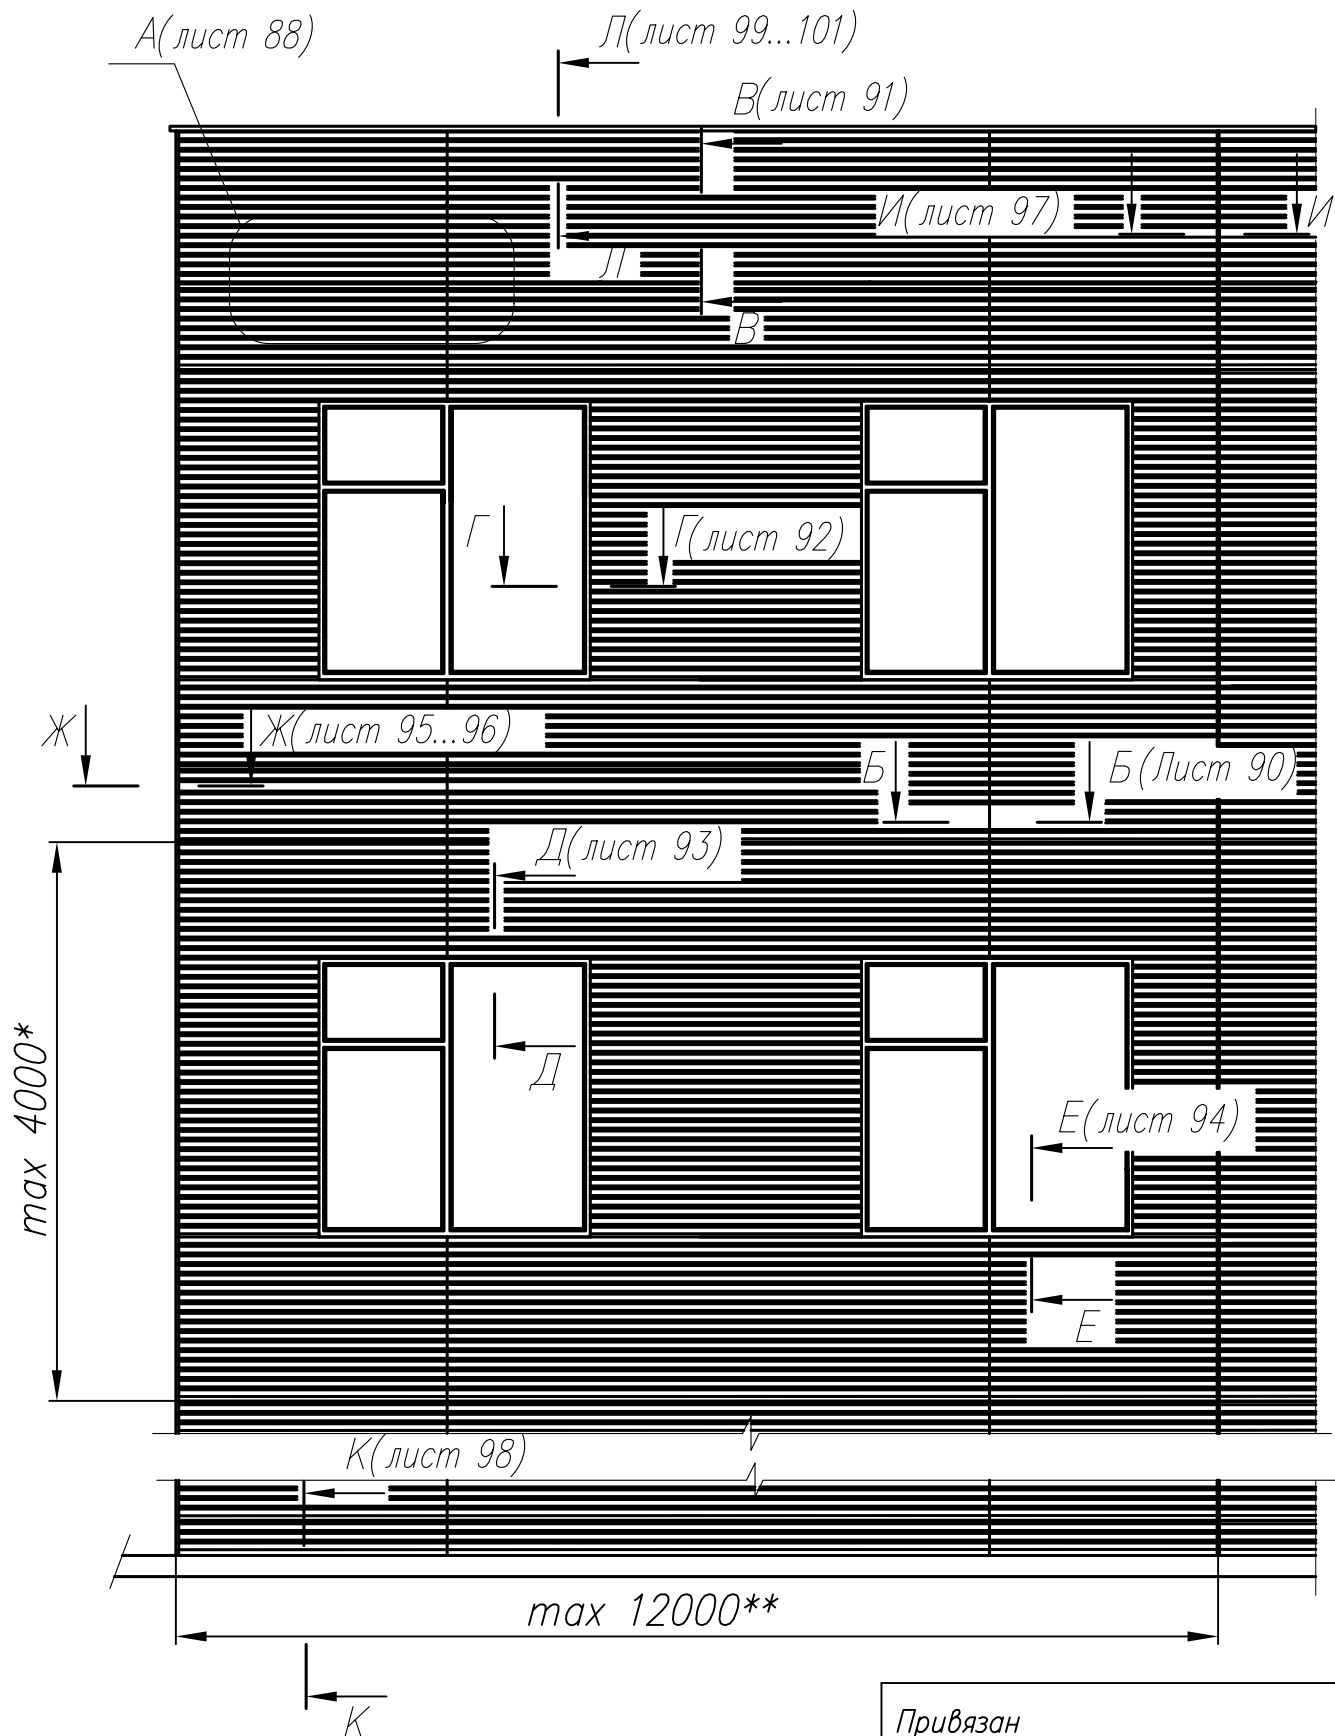 А(лист 88)
Л(лист 99...101)
В(лист 91)
И(лист 97)
И
Л
В
Г
Г(лист 92)
Ж
Ж(лист 95...96)
Б
Б(Лист 90)
Д(лист 93)
max 4000*
Д
Е(лист 94)
Е
К(лист 98)
max 12000**
К
Привязан